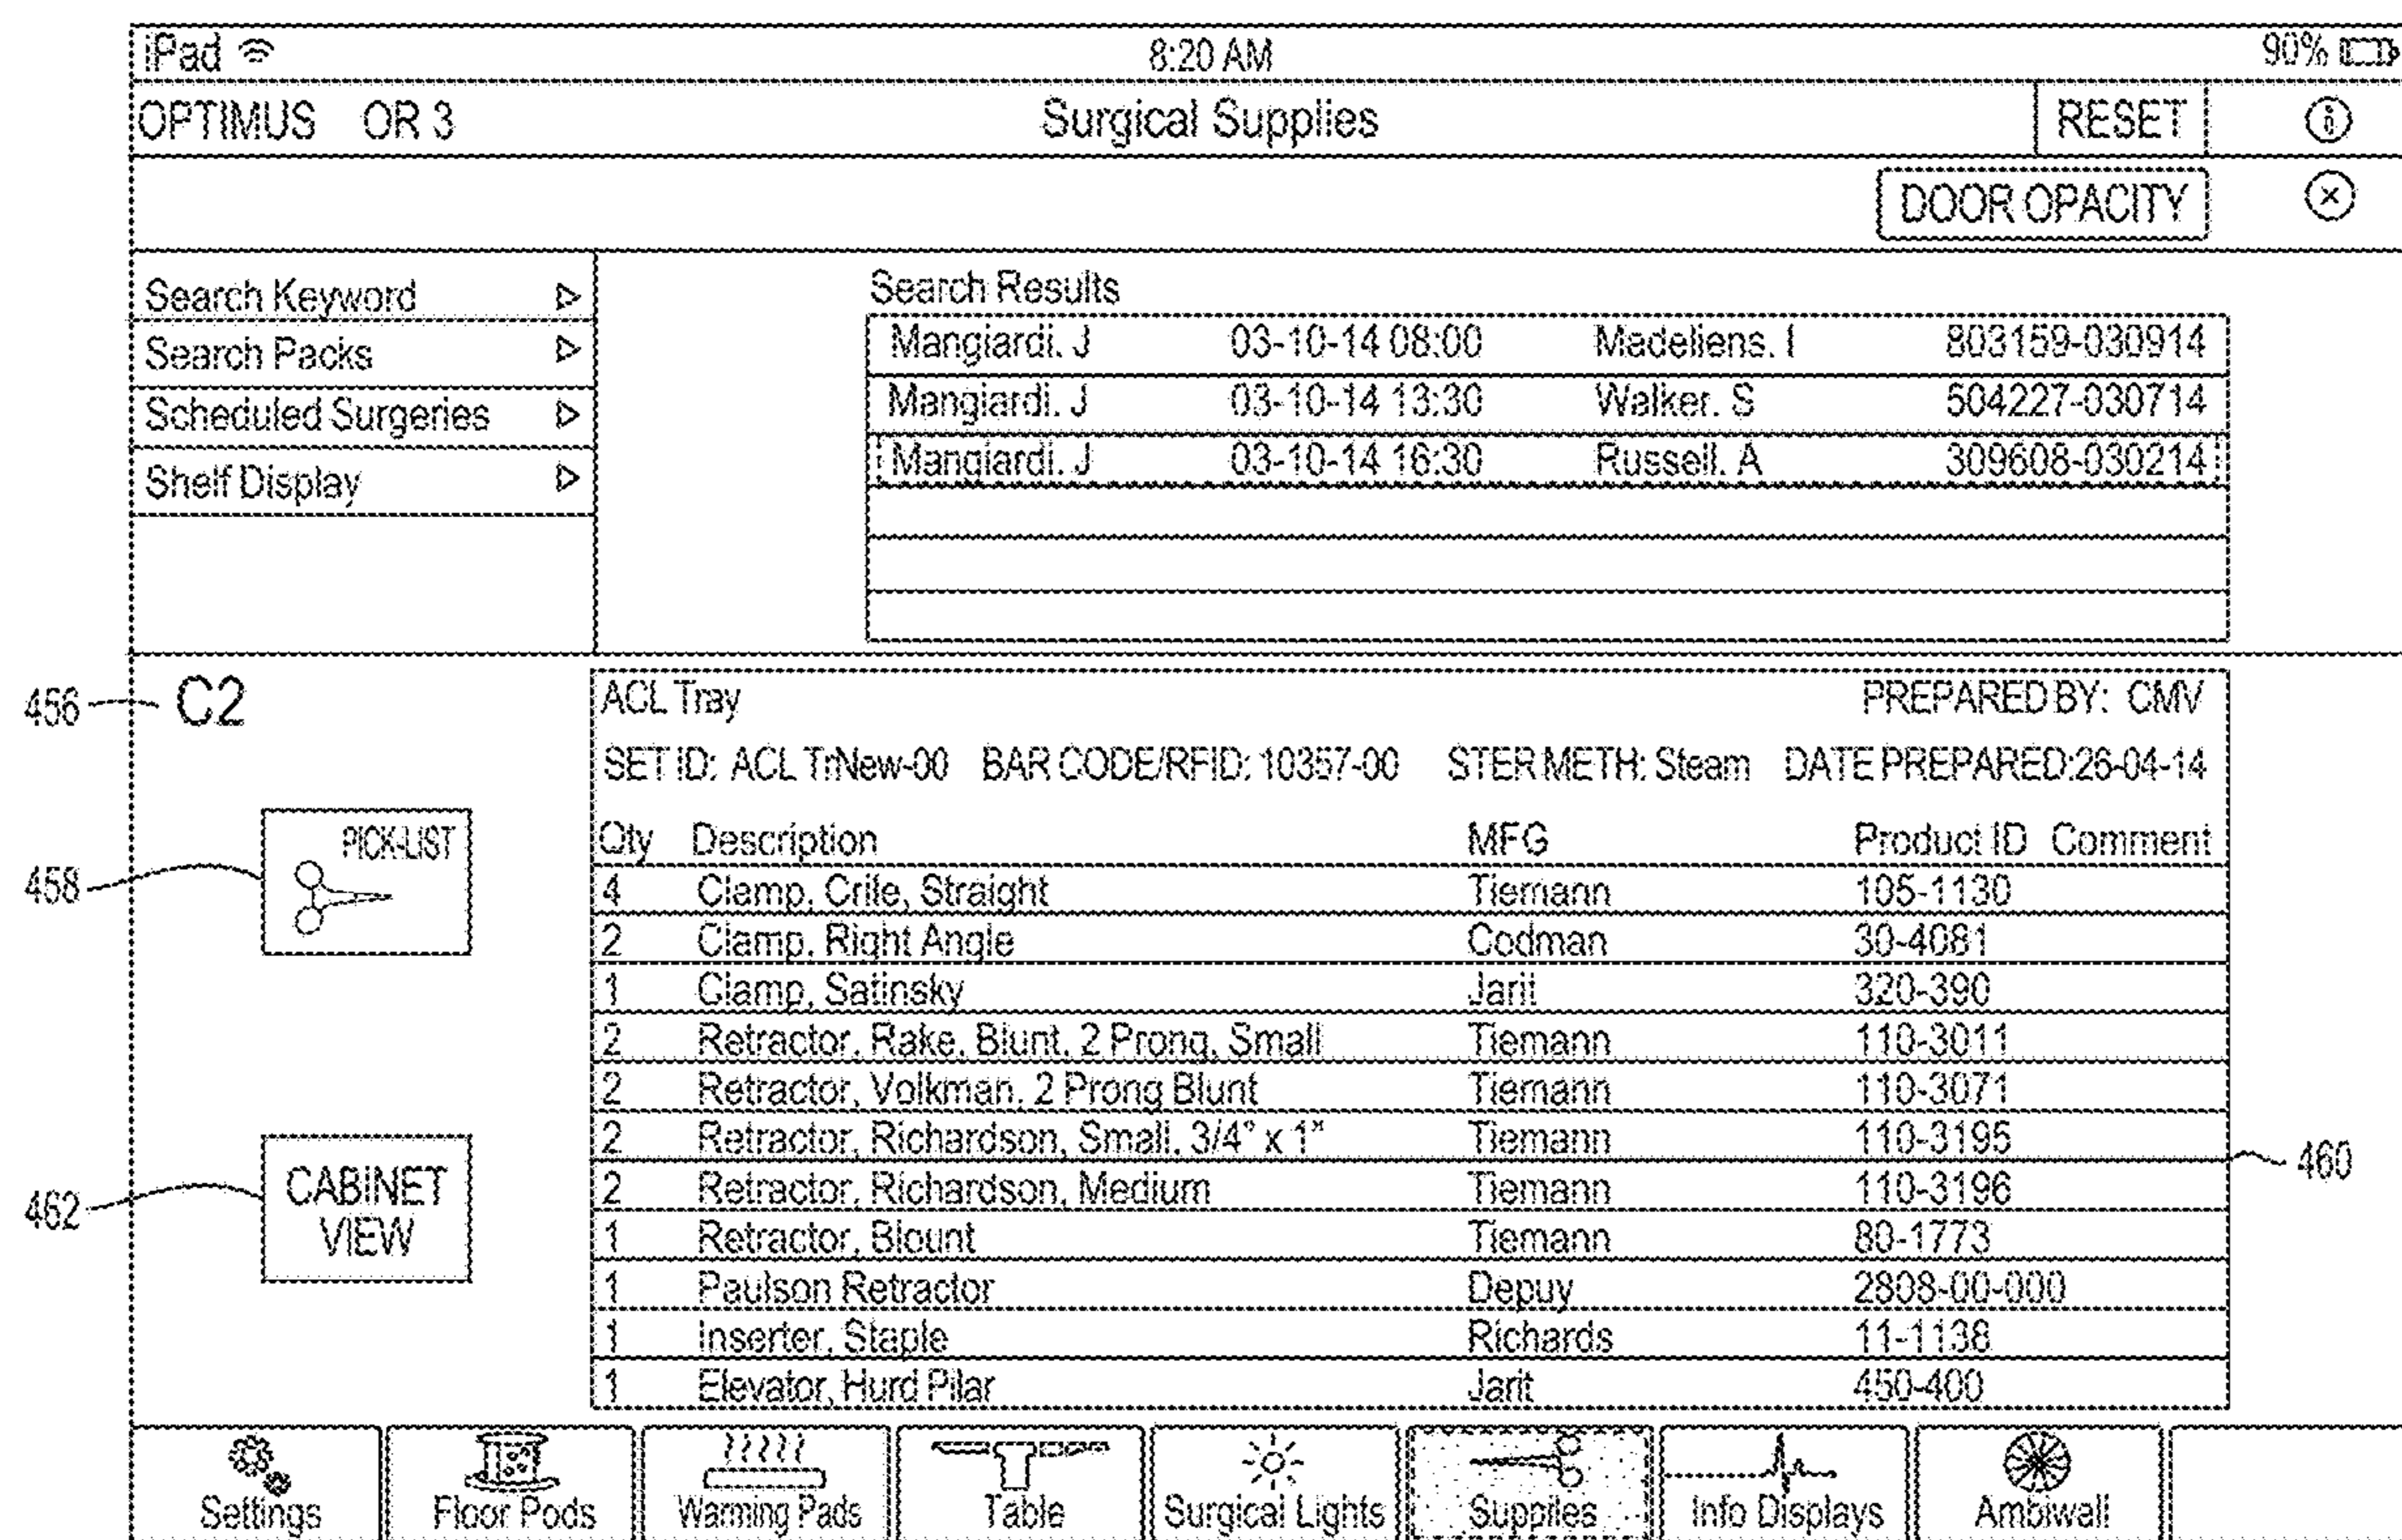 iPad 8:20 AM 90%
OPTIMUS OR 3 Surgical Supplies RESET
DOOR OPACITY
Search Keyword
Search Packs
Scheduled Surgeries
Shelf Display
Search Results
Mangiardi. J 03-10-14 08:00 Madeliens. I 803159-030914
Mangiardi. J 03-10-14 13:30 Walker. S 504227-030714
Mangiardi. J 03-10-14 16:30 Russell. A 309608-030214
456 C2
458 PICK-LIST
462 CABINET VIEW
ACL Tray PREPARED BY: CMV
SET ID: ACL TrNew-00 BAR CODE/RFID: 10357-00 STER METH: Steam DATE PREPARED:26-04-14
Qty Description MFG Product ID Comment
4 Clamp, Crile, Straight Tiemann 105-1130
2 Clamp, Right Angle Codman 30-4081
1 Clamp, Satinsky Jarit 320-390
2 Retractor, Rake, Blunt, 2 Prong, Small Tiemann 110-3011
2 Retractor, Volkman, 2 Prong Blunt Tiemann 110-3071
2 Retractor, Richardson, Small, 3/4" x 1" Tiemann 110-3195
460
2 Retractor, Richardson, Medium Tiemann 110-3196
1 Retractor, Blount Tiemann 80-1773
1 Paulson Retractor Depuy 2808-00-000
1 Inserter, Staple Richards 11-1138
1 Elevator, Hurd Pilar Jarit 450-400
Settings Floor Pods Warming Pads Table Surgical Lights Supplies Info Displays Ambiwall